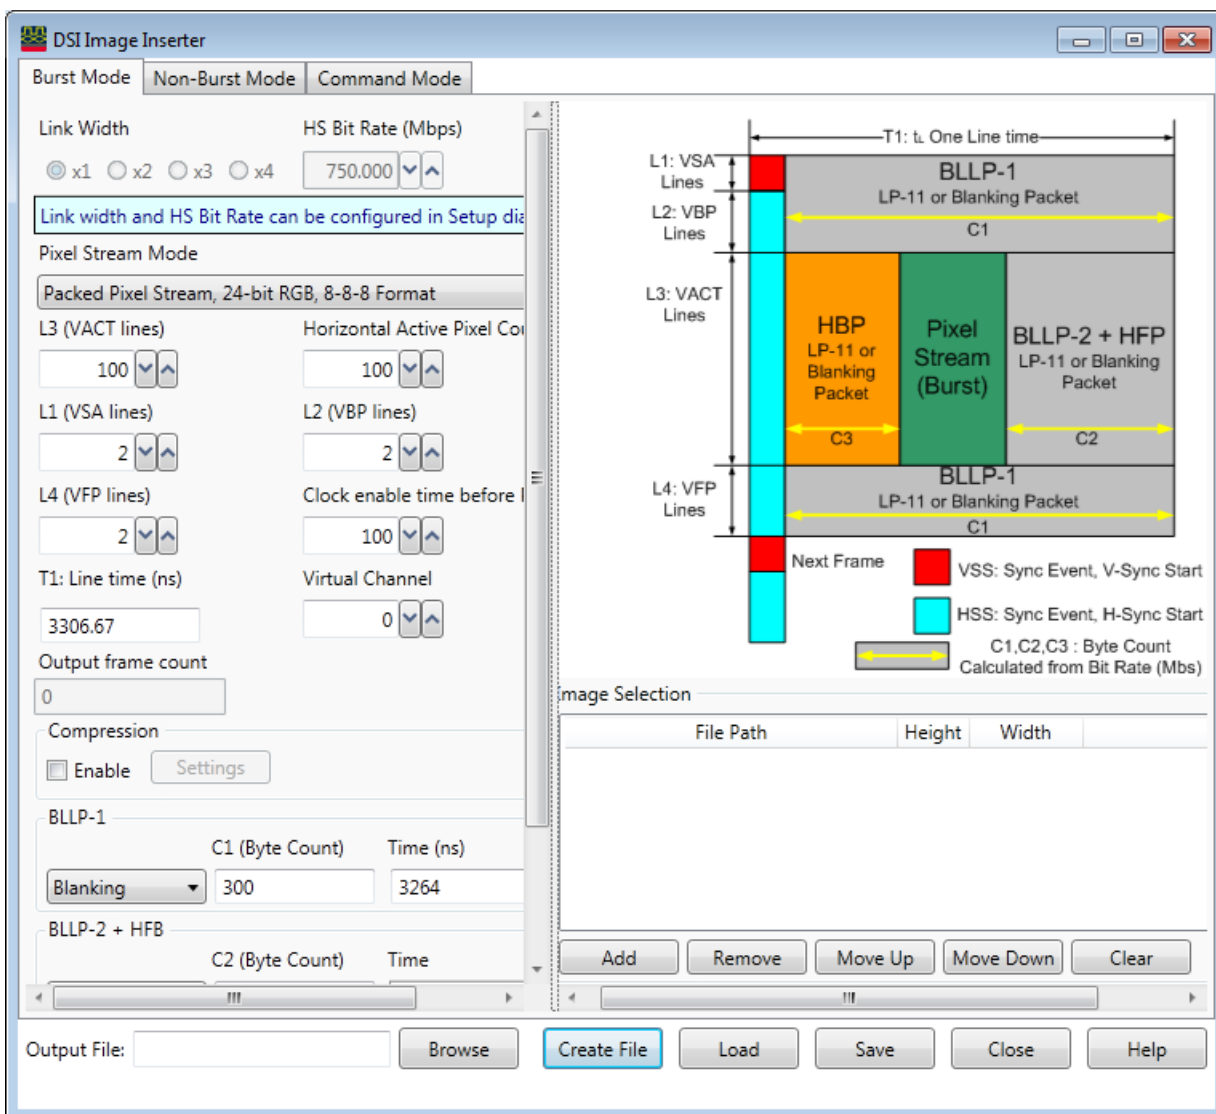 DSI Image Inserter
Burst Mode
Non-Burst Mode
Command Mode
Link Width
HS Bit Rate (Mbps)
x1 x2 x3 x4
750.000
Link width and HS Bit Rate can be configured in Setup dia
Pixel Stream Mode
Packed Pixel Stream, 24-bit RGB, 8-8-8 Format
L3 (VACT lines)
Horizontal Active Pixel Cou
100
100
L1 (VSA lines)
L2 (VBP lines)
2
2
L4 (VFP lines)
Clock enable time before
2
100
T1: Line time (ns)
Virtual Channel
3306.67
0
Output frame count
0
Compression
Enable
Settings
BLLP-1
C1 (Byte Count)
Time (ns)
Blanking
300
3264
BLLP-2 + HFB
C2 (Byte Count)
Time
T1: tL One Line time
L1: VSA
Lines
BLLP-1
LP-11 or Blanking Packet
C1
L2: VBP
Lines
L3: VACT
Lines
HBP
LP-11 or
Blanking
Packet
C3
Pixel
Stream
(Burst)
BLLP-2 + HFP
LP-11 or Blanking
Packet
C2
L4: VFP
Lines
BLLP-1
LP-11 or Blanking Packet
C1
Next Frame
VSS: Sync Event, V-Sync Start
HSS: Sync Event, H-Sync Start
C1,C2,C3 : Byte Count
Calculated from Bit Rate (Mbs)
Image Selection
File Path
Height
Width
Add
Remove
Move Up
Move Down
Clear
Output File:
Browse
Create File
Load
Save
Close
Help